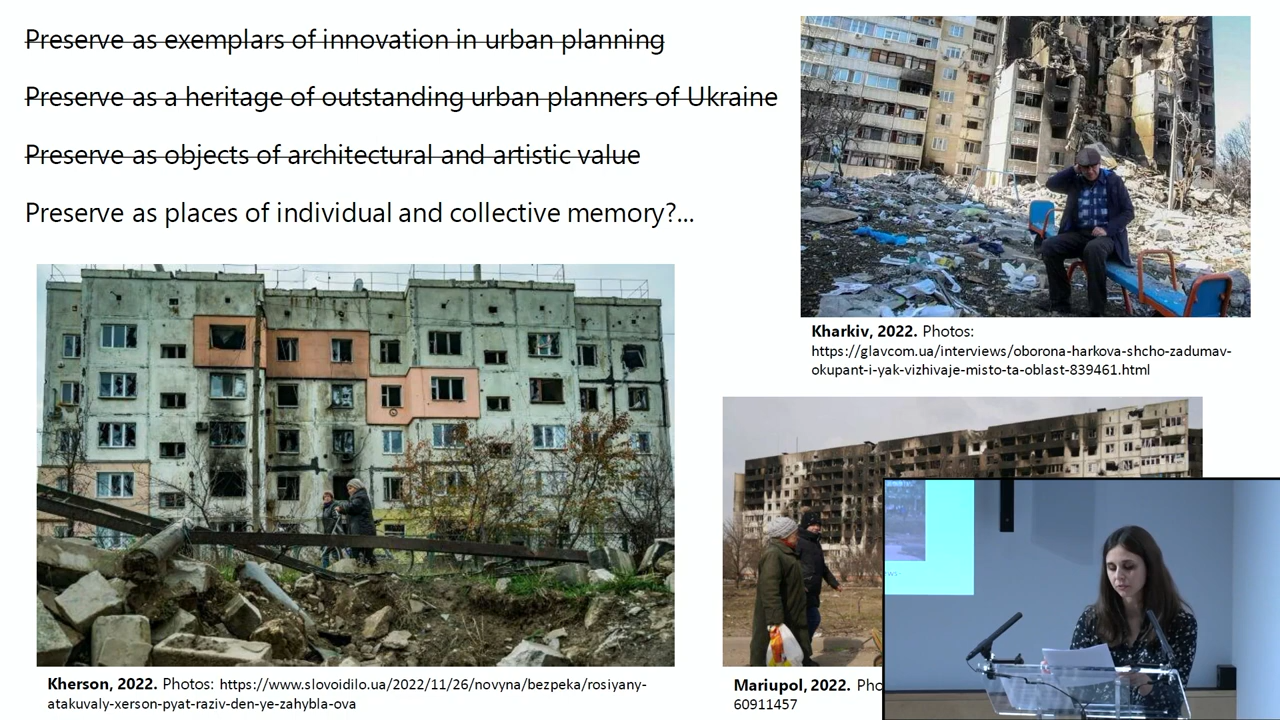 Preserve as exemplars of innovation in urban planning
Preserve as a heritage of outstanding urban planners of Ukraine
Preserve as objects of architectural and artistic value
Preserve as places of individual and collective memory?...
Kharkiv, 2022. Photos:
https://glavcom.ua/interviews/oborona-harkova-shcho-zadumav-
okupant-i-yak-vizhivaje-misto-ta-oblast-839461.html
Kherson, 2022. Photos: https://www.slovoidilo.ua/2022/11/26/novyna/bezpeka/rosiyany-
atakuvaly-xerson-pyat-raziv-den-ye-zahybla-ova
Mariupol, 2022. Pho
60911457